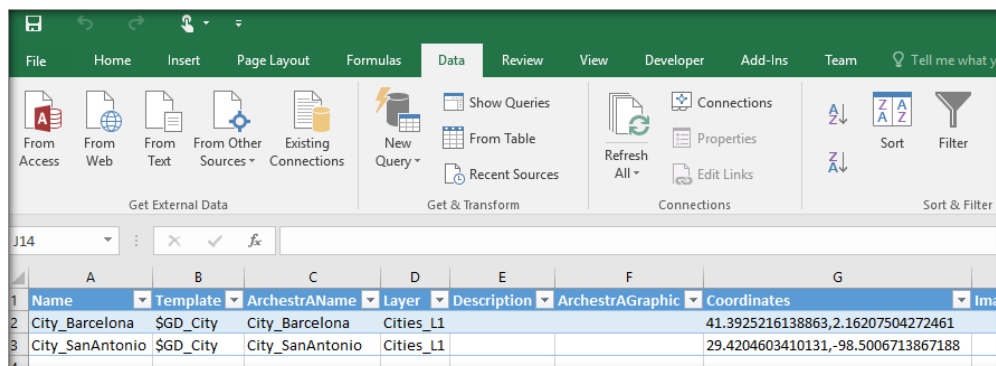 File Home Insert Page Layout Formulas Data Review View Developer Add-Ins Team Tell me what
From Access
From Web
From Text
From Other Sources
Existing Connections
Get External Data
New Query
Show Queries
From Table
Recent Sources
Get & Transform
Refresh All
Connections
Properties
Edit Links
Connections
Sort
Filter
Sort & Filter
J14 fx
A B C D E F G
1 Name Template ArchestrAName Layer Description ArchestrAGraphic Coordinates
2 City_Barcelona $GD_City City_Barcelona Cities_L1 41.3925216138863,2.16207504272461
3 City_SanAntonio $GD_City City_SanAntonio Cities_L1 29.4204603410131,-98.5006713867188